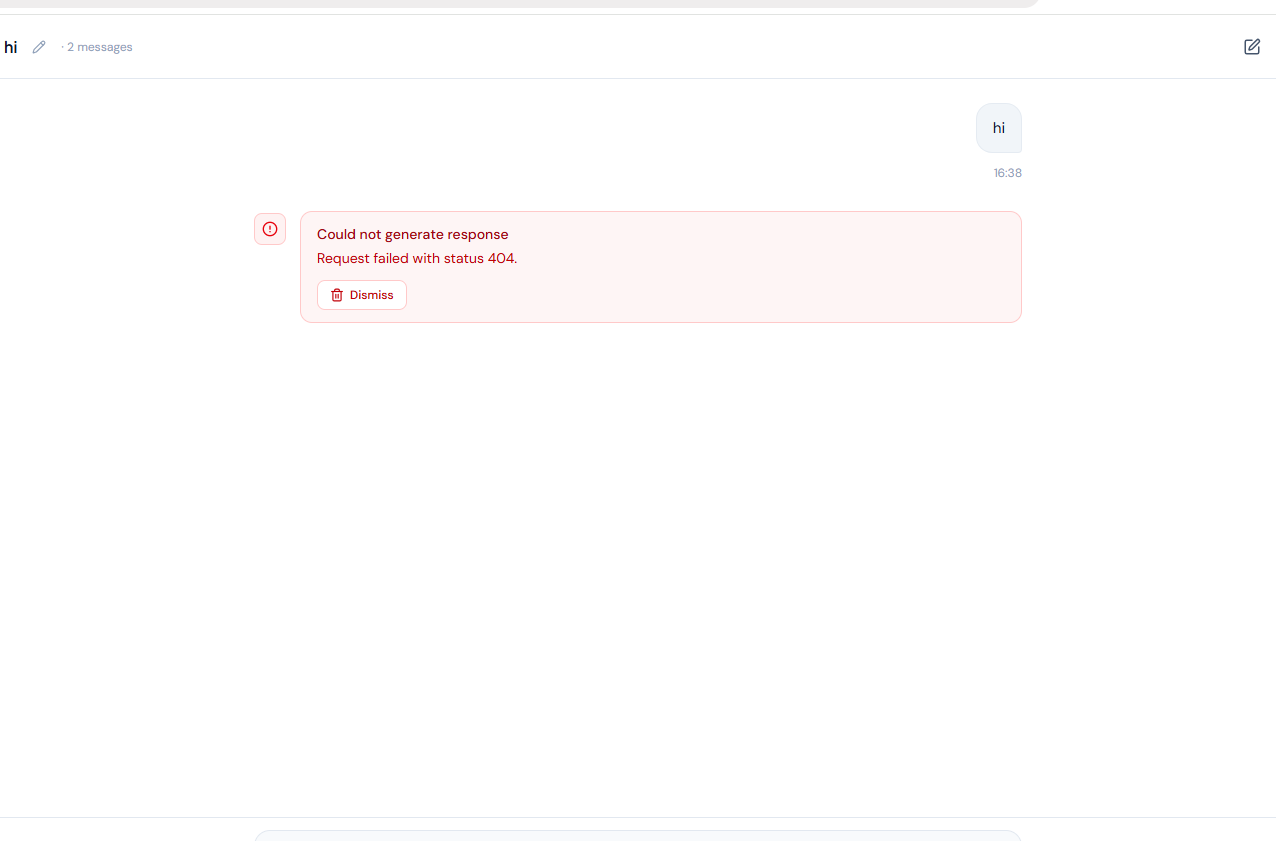 hi · 2 messages
hi
16:38
Could not generate response
Request failed with status 404.
Dismiss